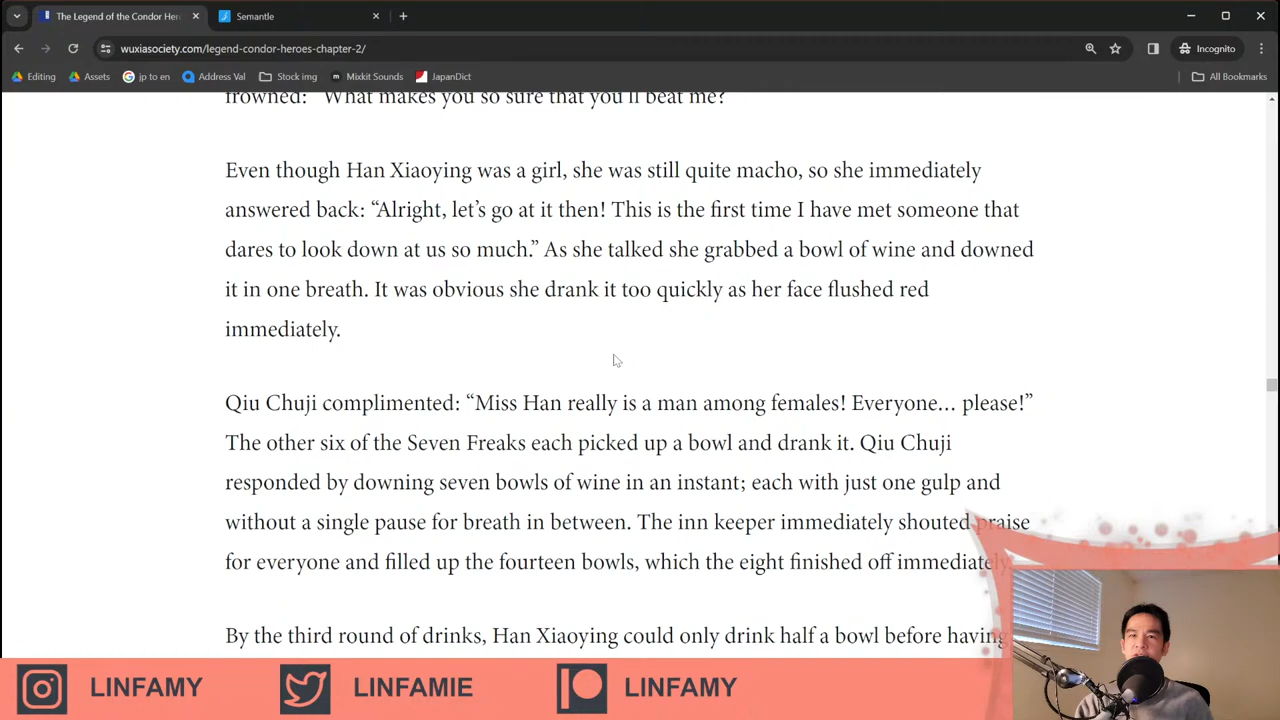 The Legend of the Condor Her
Semantle
wuxiasociety.com/legend-condor-heroes-chapter-2/
Incognito
Editing
Assets
jp to en
Address Val
Stock img
Mixkit Sounds
JapanDict
All Bookmarks
frowned: “What makes you so sure that you’ll beat me?”
Even though Han Xiaoying was a girl, she was still quite macho, so she immediately
answered back: “Alright, let’s go at it then! This is the first time I have met someone that
dares to look down at us so much.” As she talked she grabbed a bowl of wine and downed
it in one breath. It was obvious she drank it too quickly as her face flushed red
immediately.
Qiu Chuji complimented: “Miss Han really is a man among females! Everyone… please!”
The other six of the Seven Freaks each picked up a bowl and drank it. Qiu Chuji
responded by downing seven bowls of wine in an instant; each with just one gulp and
without a single pause for breath in between. The inn keeper immediately shouted praise
for everyone and filled up the fourteen bowls, which the eight finished off immediately.
By the third round of drinks, Han Xiaoying could only drink half a bowl before having
LINFAMY
LINFAMIE
LINFAMY